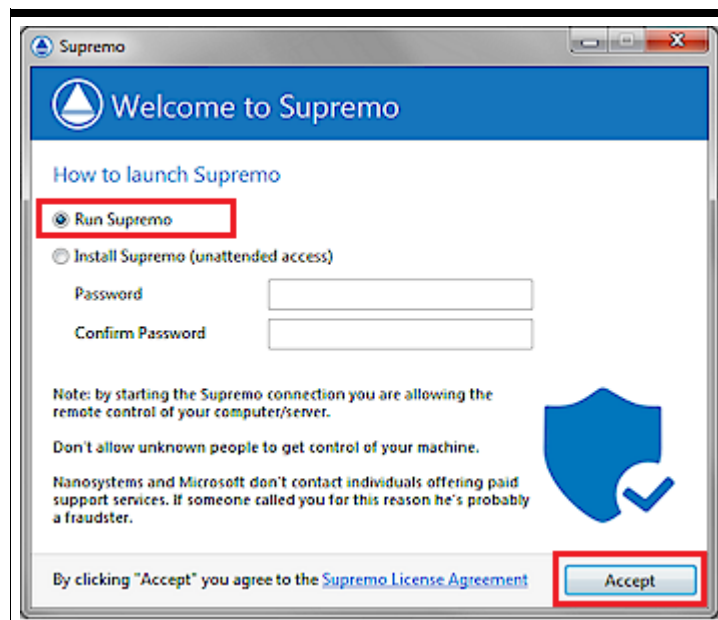 Supremo
Welcome to Supremo
How to launch Supremo
Run Supremo
Install Supremo (unattended access)
Password
Confirm Password
Note: by starting the Supremo connection you are allowing the
remote control of your computer/server.
Don't allow unknown people to get control of your machine.
Nanosystems and Microsoft don't contact individuals offering paid
support services. If someone called you for this reason he's probably
a fraudster.
By clicking "Accept" you agree to the Supremo License Agreement
Accept